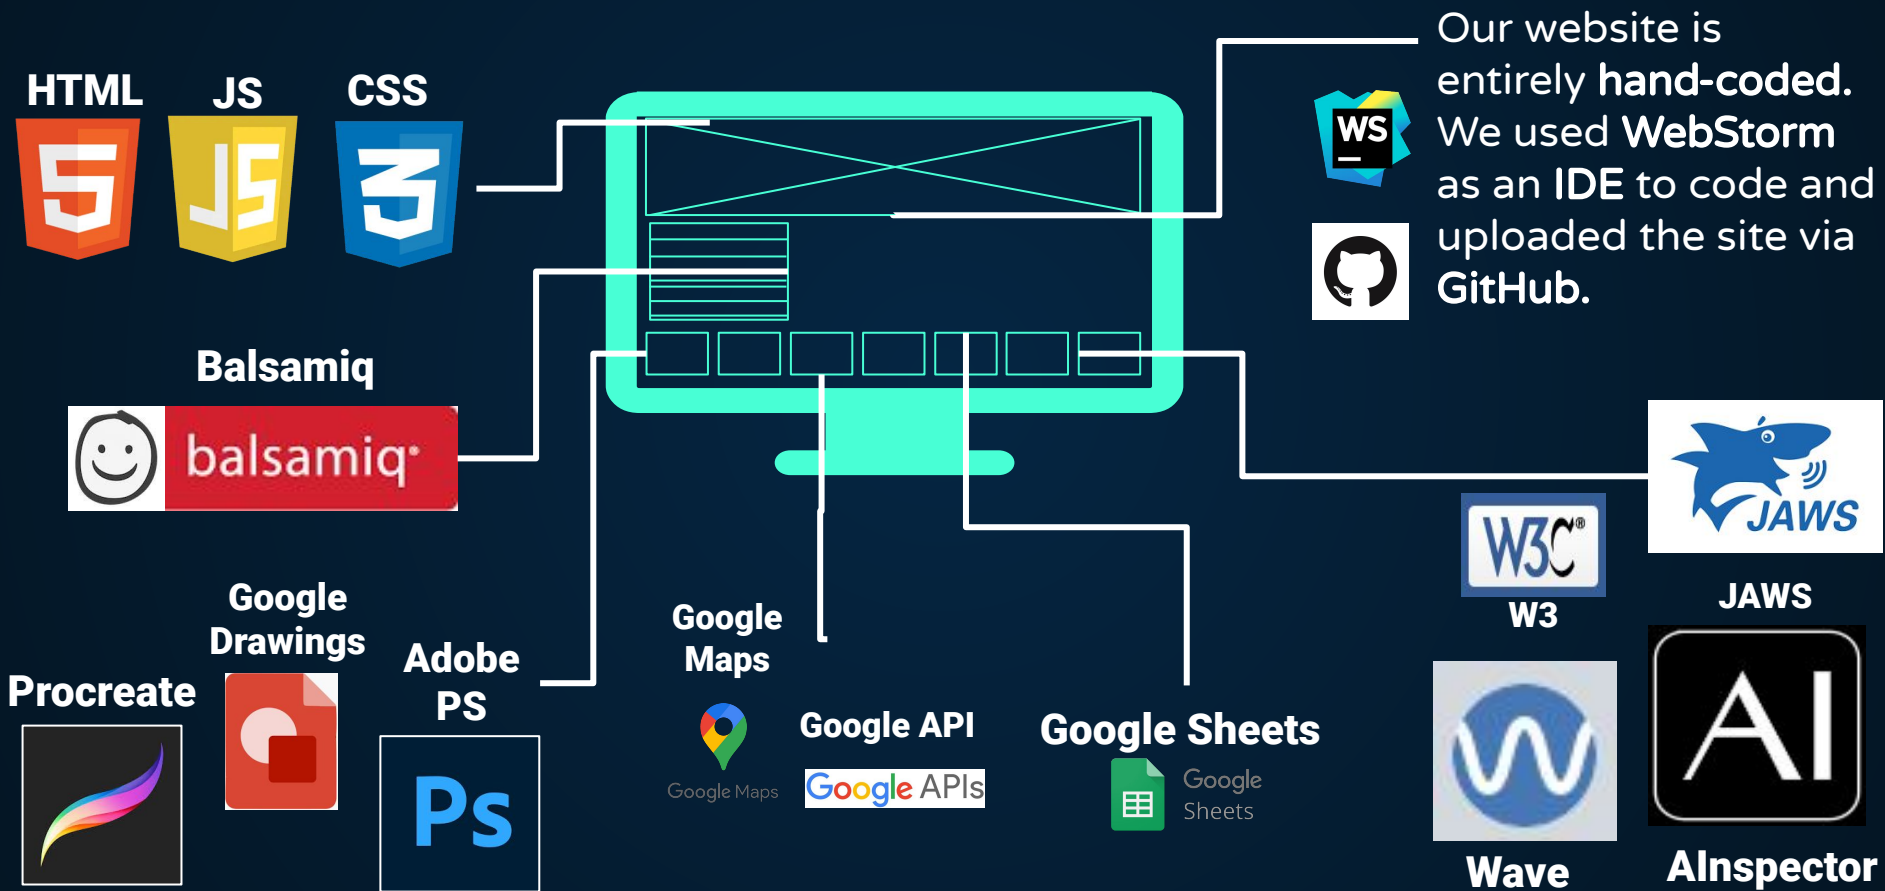 HTML
JS
CSS
JS
Our website is
entirely hand-coded.
We used WebStorm
as an IDE to code and
uploaded the site via
GitHub.
WS
Balsamiq
balsamiq®
JAWS
JAWS
W3C®
W3
Google
Drawings
Adobe
PS
Procreate
Ps
Google
Maps
Google Maps
Google API
Google APIs
Google Sheets
Google
Sheets
W
Wave
AI
AInspector